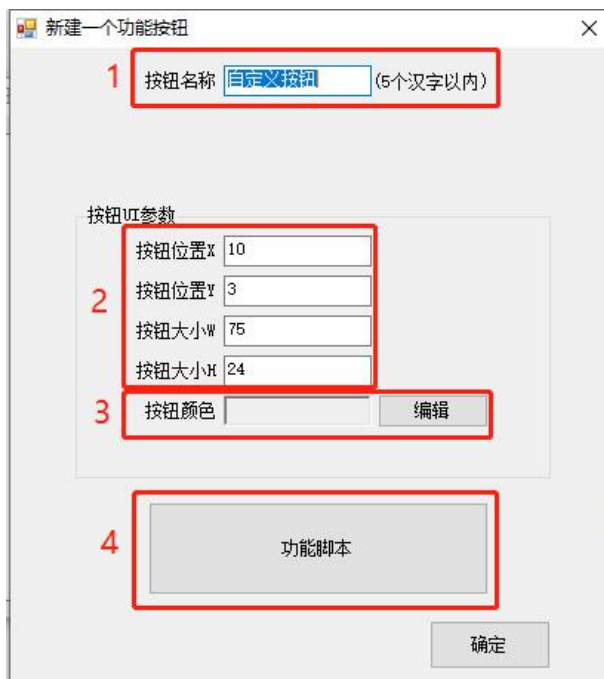 新建一个功能按钮
1 按钮名称 自定义按钮 (5个汉字以内)
按钮UI参数
按钮位置X 10
2 按钮位置Y 3
按钮大小W 75
按钮大小H 24
3 按钮颜色 编辑
4 功能脚本
确定